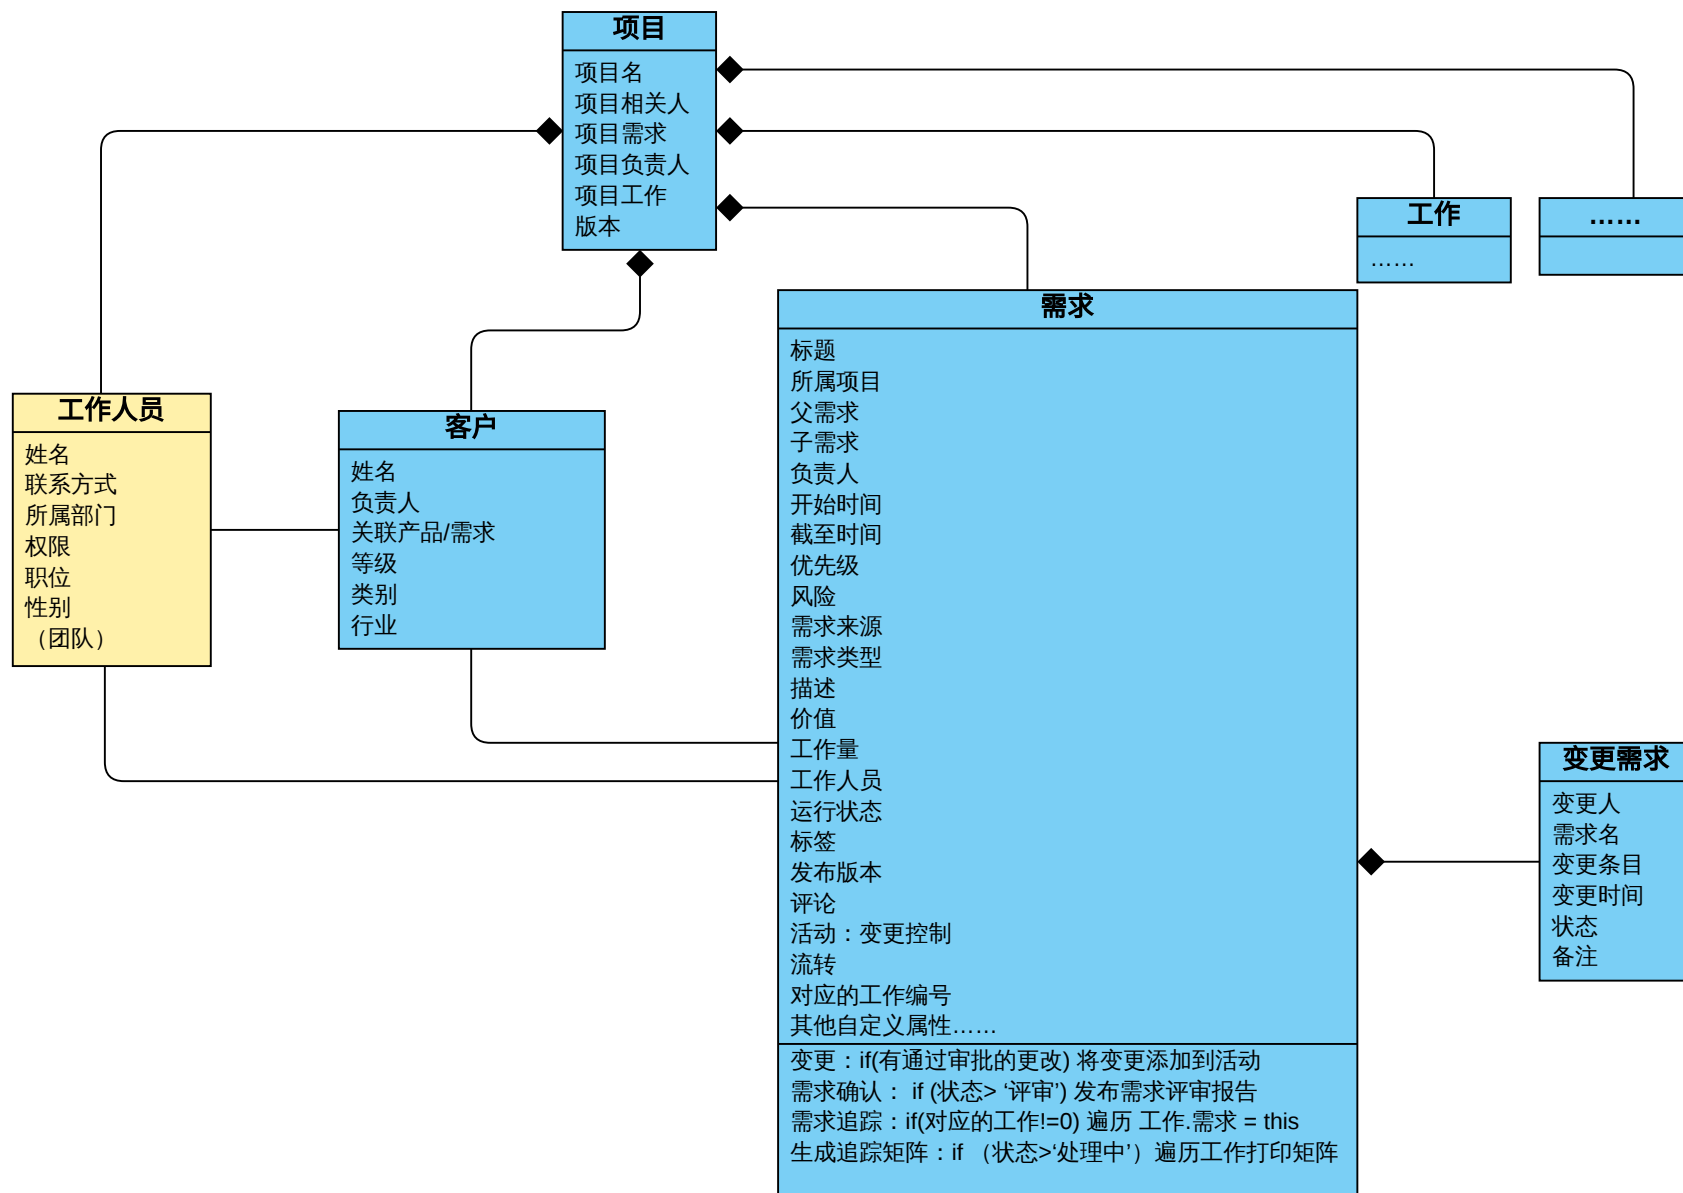 项目
项目名
项目相关人
项目需求
项目负责人
项目工作
版本
工作
……
……
需求
标题
所属项目
父需求
子需求
负责人
开始时间
截至时间
优先级
风险
需求来源
需求类型
描述
价值
工作量
工作人员
运行状态
标签
发布版本
评论
活动：变更控制
流转
对应的工作编号
其他自定义属性……
变更：if(有通过审批的更改) 将变更添加到活动
需求确认： if (状态> ‘评审’) 发布需求评审报告
需求追踪：if(对应的工作!=0) 遍历 工作.需求 = this
生成追踪矩阵：if （状态>‘处理中’）遍历工作打印矩阵
工作人员
姓名
联系方式
所属部门
权限
职位
性别
（团队）
客户
姓名
负责人
关联产品/需求
等级
类别
行业
变更需求
变更人
需求名
变更条目
变更时间
状态
备注